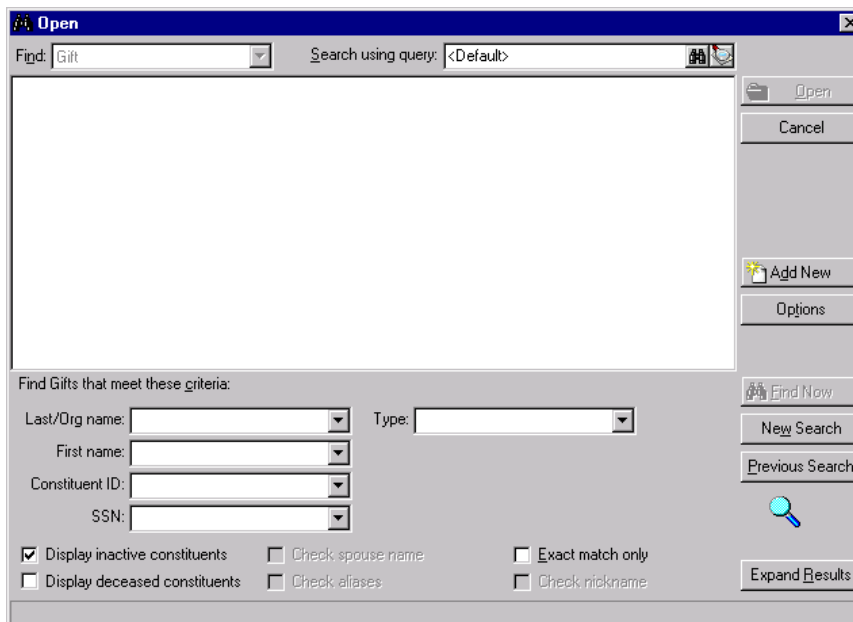 Open
Find: Gift Search using query: <Default>
Open
Cancel
Add New
Options
Find Gifts that meet these criteria:
Find Now
Last/Org name: Type:
New Search
First name:
Previous Search
Constituent ID:
SSN:
Display inactive constituents Check spouse name Exact match only
Display deceased constituents Check aliases Check nickname
Expand Results